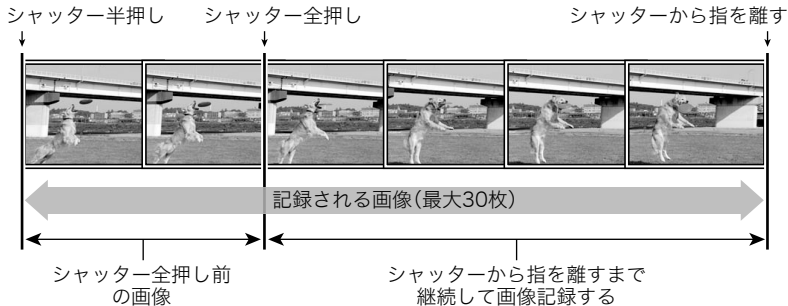 シャッター半押し
シャッター全押し
シャッターから指を離す
記録される画像（最大30枚）
シャッター全押し前
の画像
シャッターから指を離すまで
継続して画像記録する